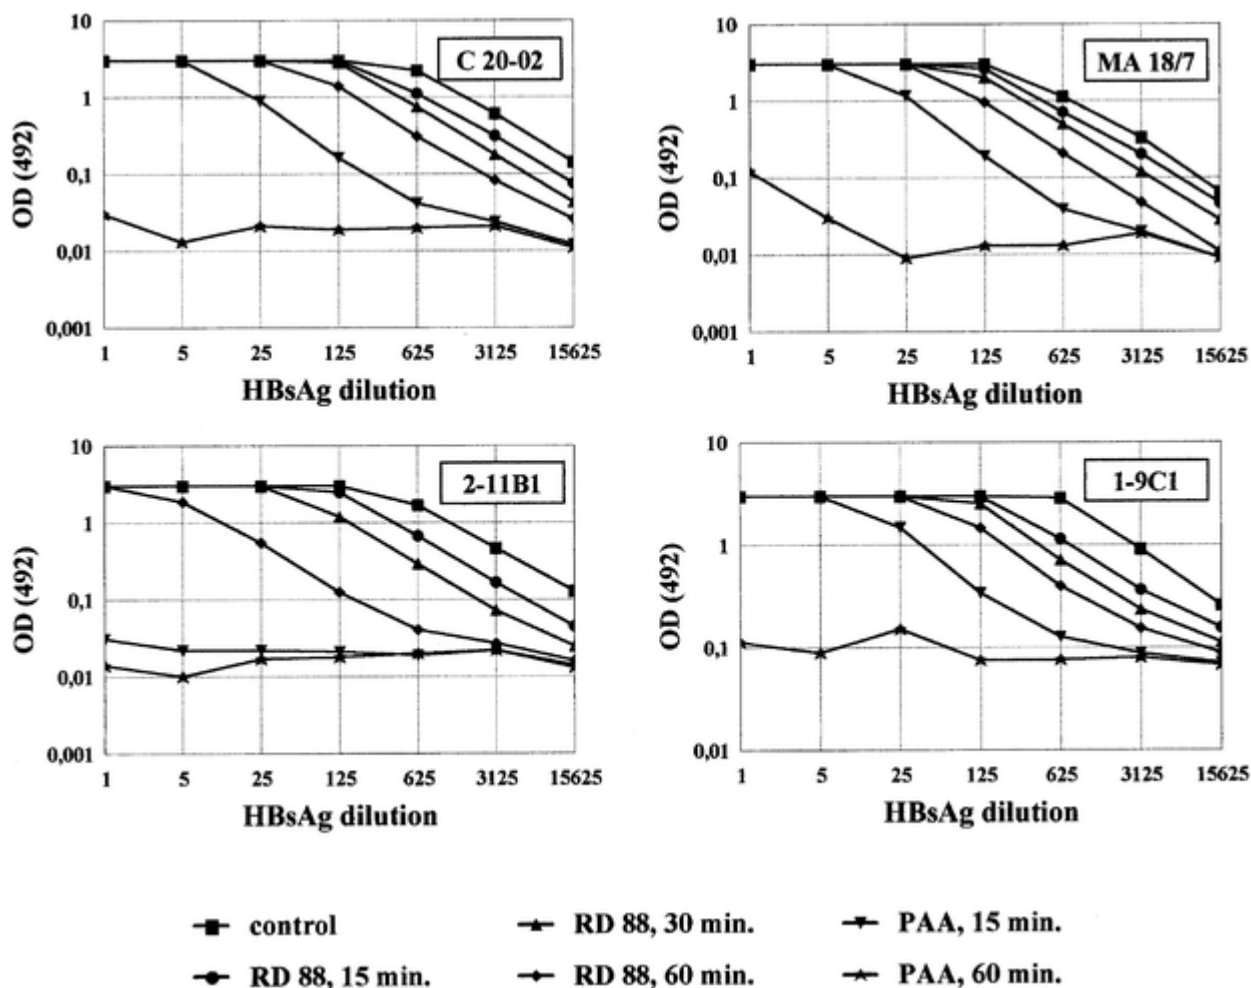 10
1
0,1
0,01
0,001
OD (492)
C 20-02
1 5 25 125 625 3125 15625
HBsAg dilution
10
1
0,1
0,01
0,001
OD (492)
MA 18/7
1 5 25 125 625 3125 15625
HBsAg dilution
10
1
0,1
0,01
0,001
OD (492)
2-11B1
1 5 25 125 625 3125 15625
HBsAg dilution
10
1
0,1
0,01
OD (492)
1-9C1
1 5 25 125 625 3125 15625
HBsAg dilution
control
RD 88, 30 min.
PAA, 15 min.
RD 88, 15 min.
RD 88, 60 min.
PAA, 60 min.